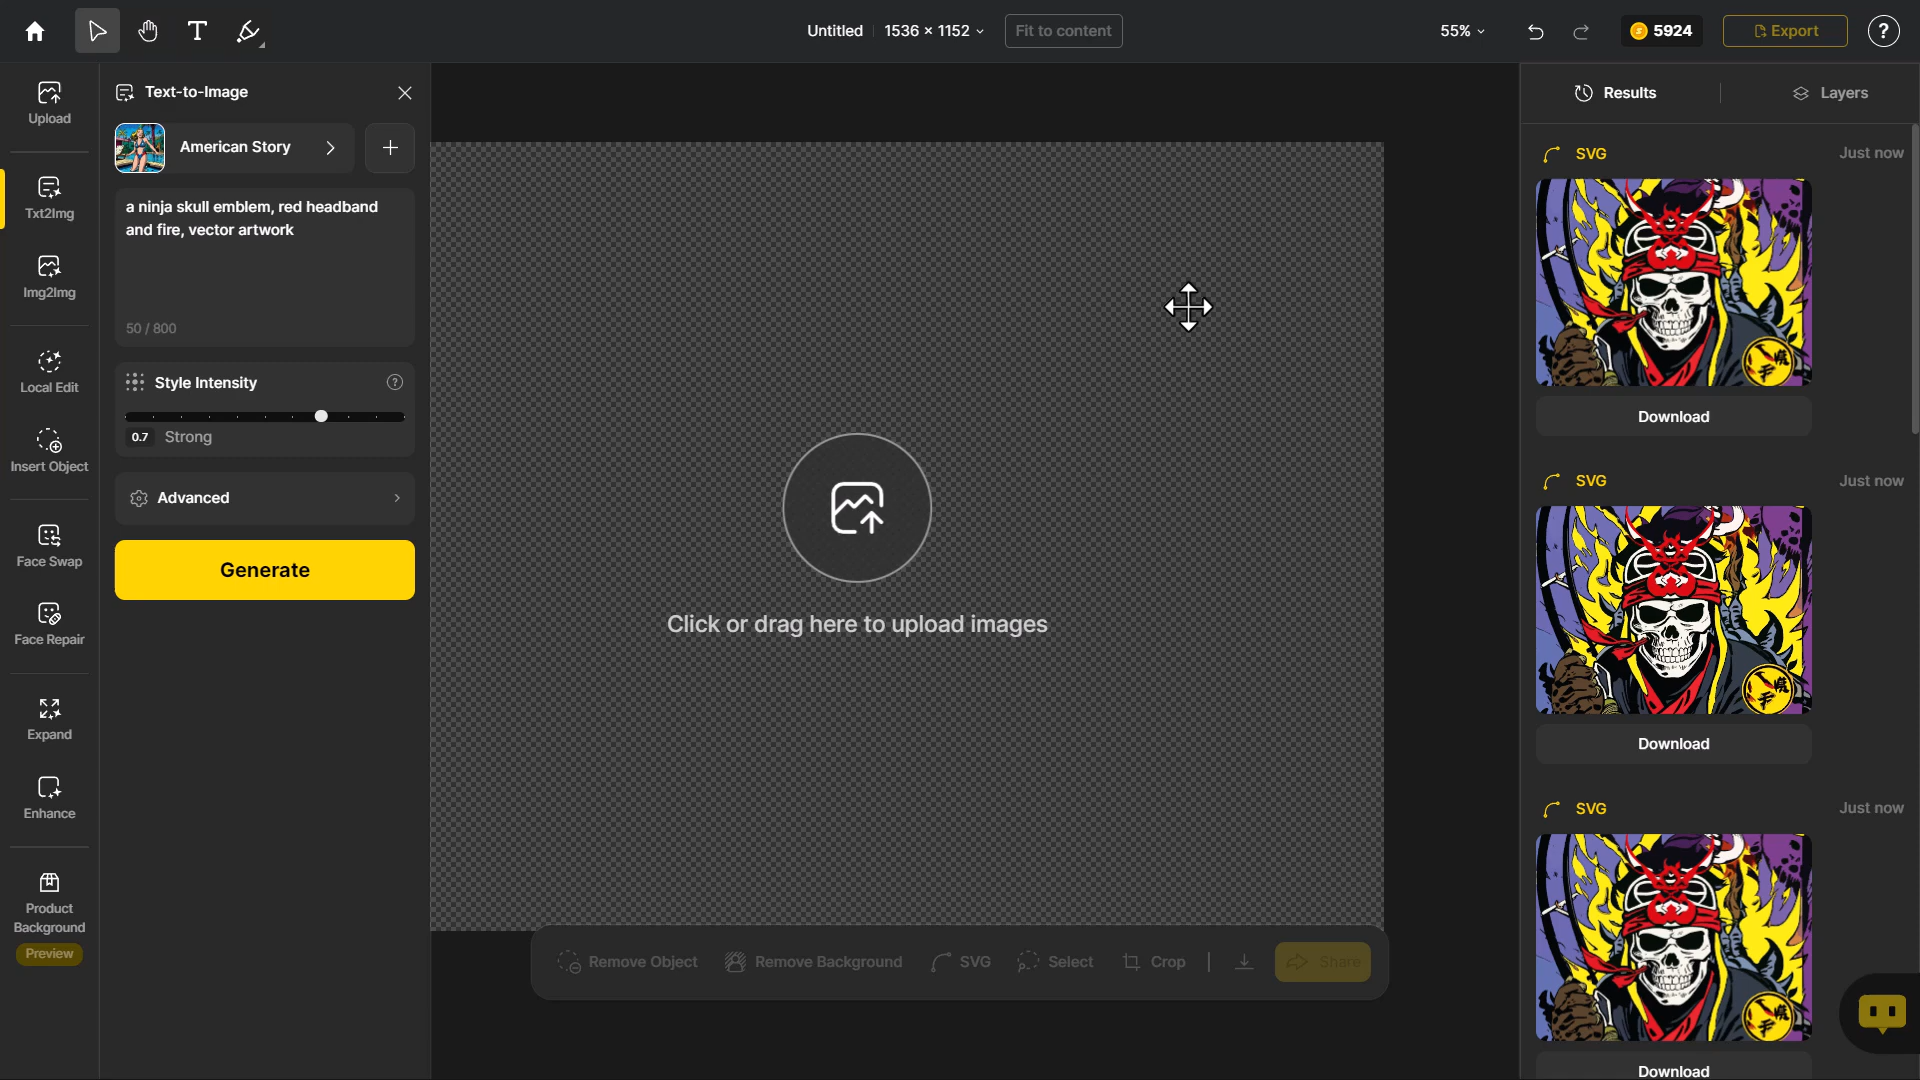 Untitled
1536 × 1152
Fit to content
55%
5924
Export
?
Upload
Txt2Img
Img2Img
Local Edit
Insert Object
Face Swap
Face Repair
Expand
Enhance
Product
Background
Preview
Text-to-Image
American Story
a ninja skull emblem, red headband
and fire, vector artwork
50 / 800
Style Intensity
?
0.7
Strong
Advanced
Generate
Click or drag here to upload images
Remove Object
Remove Background
SVG
Select
Crop
Share
Results
Layers
SVG
Just now
Download
SVG
Just now
Download
SVG
Just now
Download